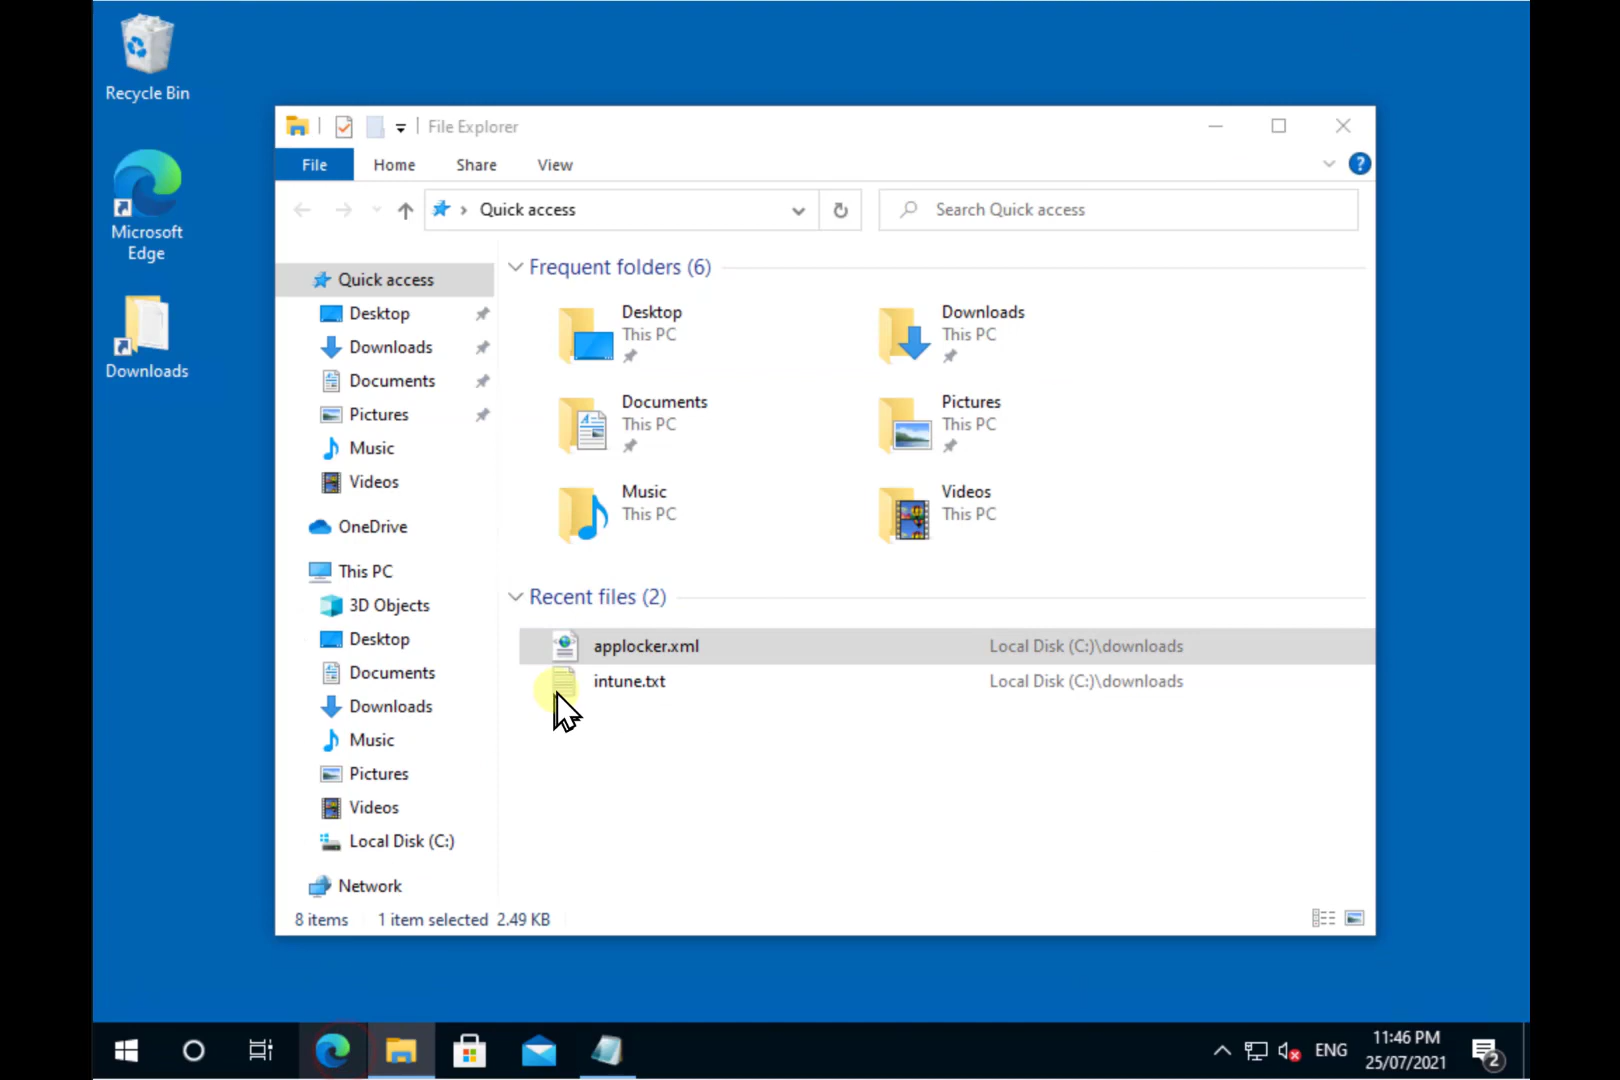 Recycle Bin
Microsoft
Edge
Downloads
File Explorer
File
Home
Share
View
Quick access
Search Quick access
Quick access
Desktop
Downloads
Documents
Pictures
Music
Videos
OneDrive
This PC
3D Objects
Desktop
Documents
Downloads
Music
Pictures
Videos
Local Disk (C:)
Network
Frequent folders (6)
Desktop
This PC
Downloads
This PC
Documents
This PC
Pictures
This PC
Music
This PC
Videos
This PC
Recent files (2)
applocker.xml
Local Disk (C:)\downloads
intune.txt
Local Disk (C:)\downloads
8 items
1 item selected 2.49 KB
ENG
11:46 PM
25/07/2021
2